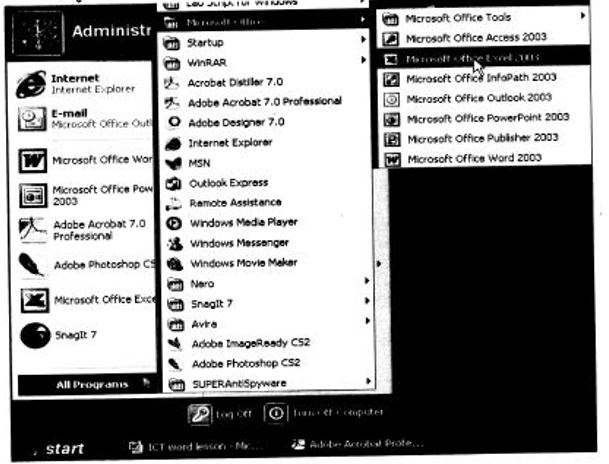 Administr
Internet
Internet Explorer
E-mail
Microsoft Office Outl
Microsoft Office Wor
Microsoft Office Pow
2003
Adobe Acrobat 7.0
Professional
Adobe Photoshop CS
Microsoft Office Exce
SnagIt 7
All Programs
Lab Script for Windows
Microsoft Office
Startup
WinRAR
Acrobat Distiller 7.0
Adobe Acrobat 7.0 Professional
Adobe Designer 7.0
Internet Explorer
MSN
Outlook Express
Remote Assistance
Windows Media Player
Windows Messenger
Windows Movie Maker
Nero
SnagIt 7
Avira
Adobe ImageReady CS2
Adobe Photoshop CS2
SUPERAntiSpyware
Microsoft Office Tools
Microsoft Office Access 2003
Microsoft Office Excel 2003
Microsoft Office InfoPath 2003
Microsoft Office Outlook 2003
Microsoft Office PowerPoint 2003
Microsoft Office Publisher 2003
Microsoft Office Word 2003
Log Off
Turn Off Computer
start
ICT word lesson - Mic...
Adobe Acrobat Profe...